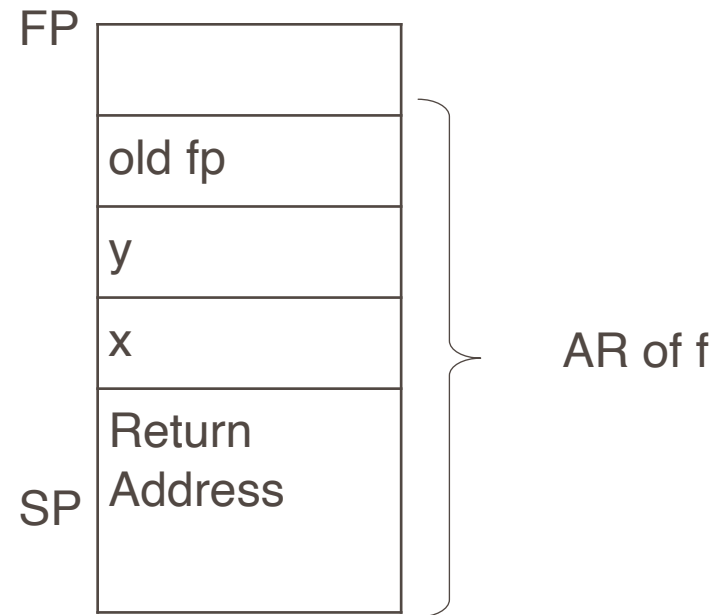 FP
old fp
y
x
AR of f
Return
Address
SP